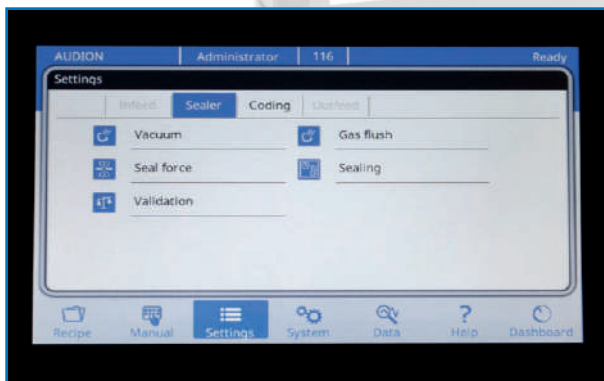 AUDION Administrator 116 Ready
Settings
Infeed Sealer Coding Outfeed
Vacuum Gas flush
Seal force Sealing
Validation
Recipe Manual Settings System Data Help Dashboard